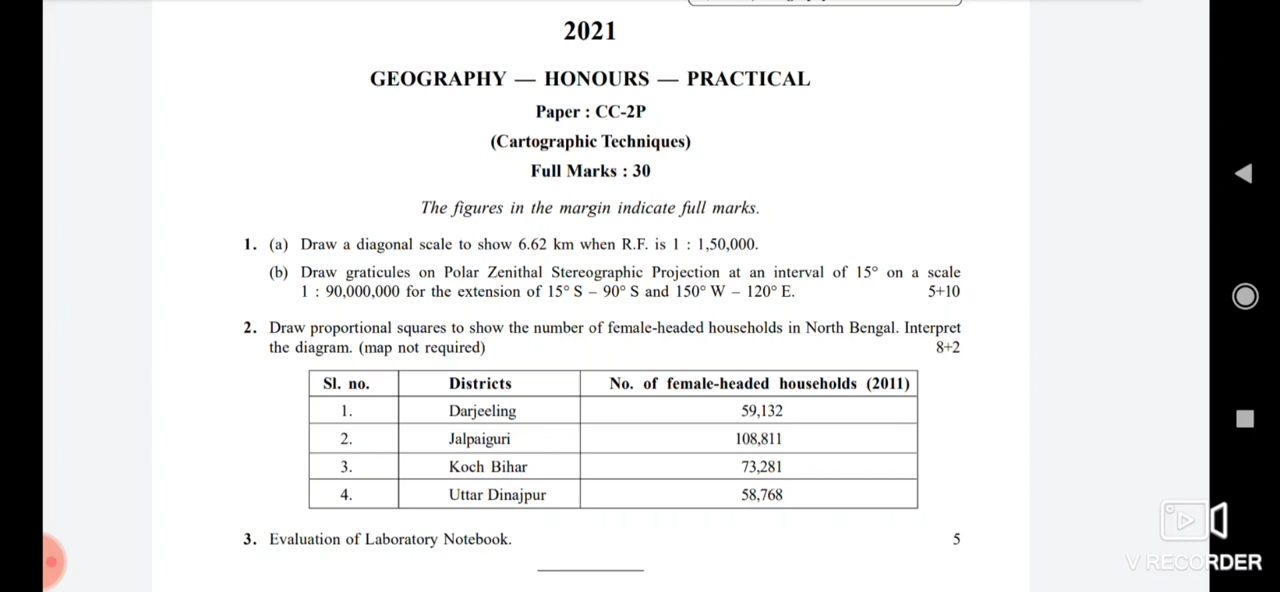 2021
GEOGRAPHY — HONOURS — PRACTICAL
Paper : CC-2P
(Cartographic Techniques)
Full Marks : 30
The figures in the margin indicate full marks.
1. (a) Draw a diagonal scale to show 6.62 km when R.F. is 1 : 1,50,000.
(b) Draw graticules on Polar Zenithal Stereographic Projection at an interval of 15° on a scale
1 : 90,000,000 for the extension of 15° S – 90° S and 150° W – 120° E. 5+10
2. Draw proportional squares to show the number of female-headed households in North Bengal. Interpret
the diagram. (map not required) 8+2
Sl. no. Districts No. of female-headed households (2011)
1. Darjeeling 59,132
2. Jalpaiguri 108,811
3. Koch Bihar 73,281
4. Uttar Dinajpur 58,768
3. Evaluation of Laboratory Notebook. 5
V RECORDER